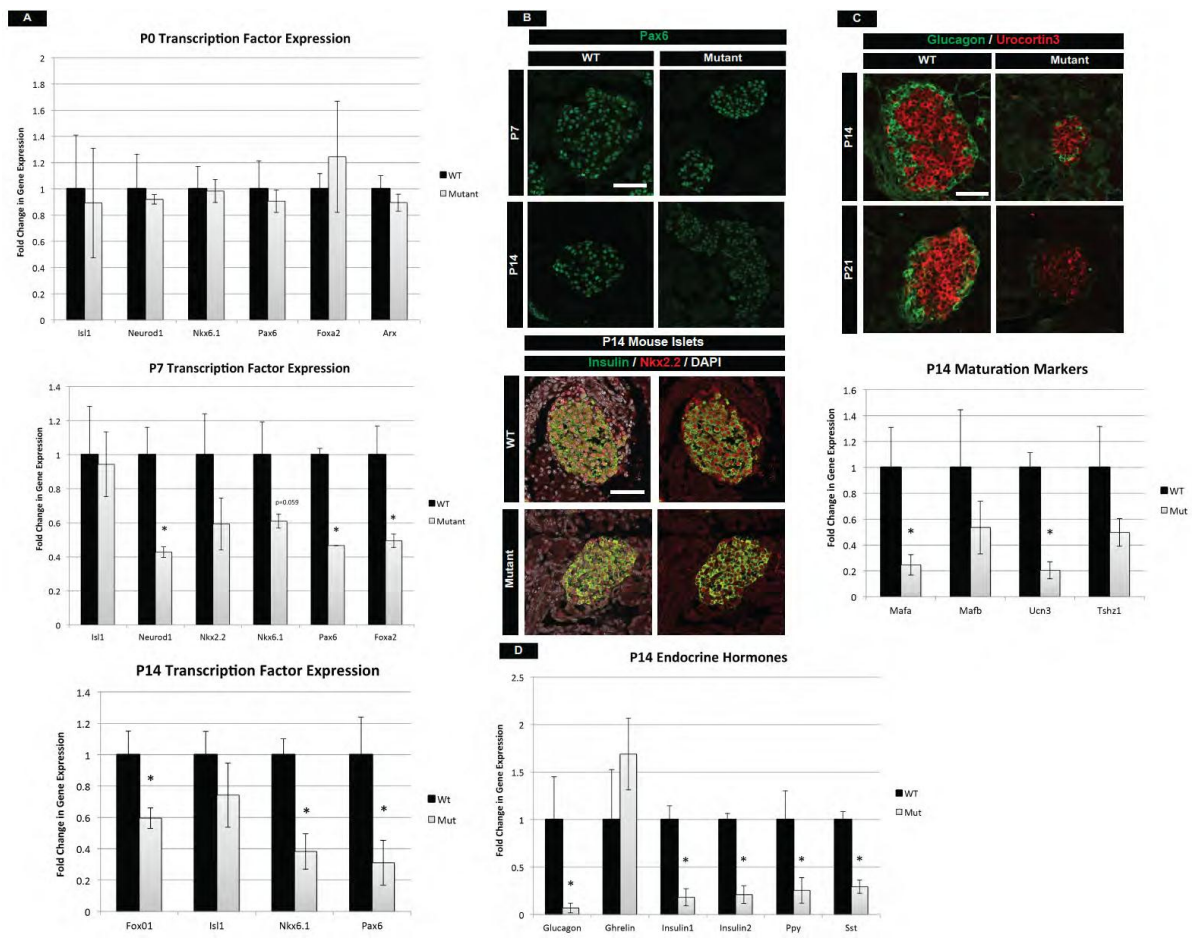 A
P0 Transcription Factor Expression
Fold Change in Gene Expression
2
1.8
1.6
1.4
1.2
1
0.8
0.6
0.4
0.2
0
Isl1 Neurod1 Nkx6.1 Pax6 Foxa2 Arx
WT
Mutant
P7 Transcription Factor Expression
Fold Change in Gene Expression
1.4
1.2
1
0.8
0.6
0.4
0.2
0
p=0.059
* * *
Isl1 Neurod1 Nkx2.2 Nkx6.1 Pax6 Foxa2
WT
Mutant
P14 Transcription Factor Expression
Fold Change in Gene Expression
1.4
1.2
1
0.8
0.6
0.4
0.2
0
* * *
Fox01 Isl1 Nkx6.1 Pax6
Wt
Mut
B
Pax6
WT Mutant
P7
P14
P14 Mouse Islets
Insulin / Nkx2.2 / DAPI
WT
Mutant
C
Glucagon / Urocortin3
WT Mutant
P14
P21
P14 Maturation Markers
Fold Change in Gene Expression
1.6
1.4
1.2
1
0.8
0.6
0.4
0.2
0
* *
Mafa Mafb Ucn3 Tshz1
WT
Mut
D
P14 Endocrine Hormones
Fold Change in Gene Expression
2.5
2
1.5
1
0.5
0
* * * * *
Glucagon Ghrelin Insulin1 Insulin2 Ppy Sst
WT
Mut